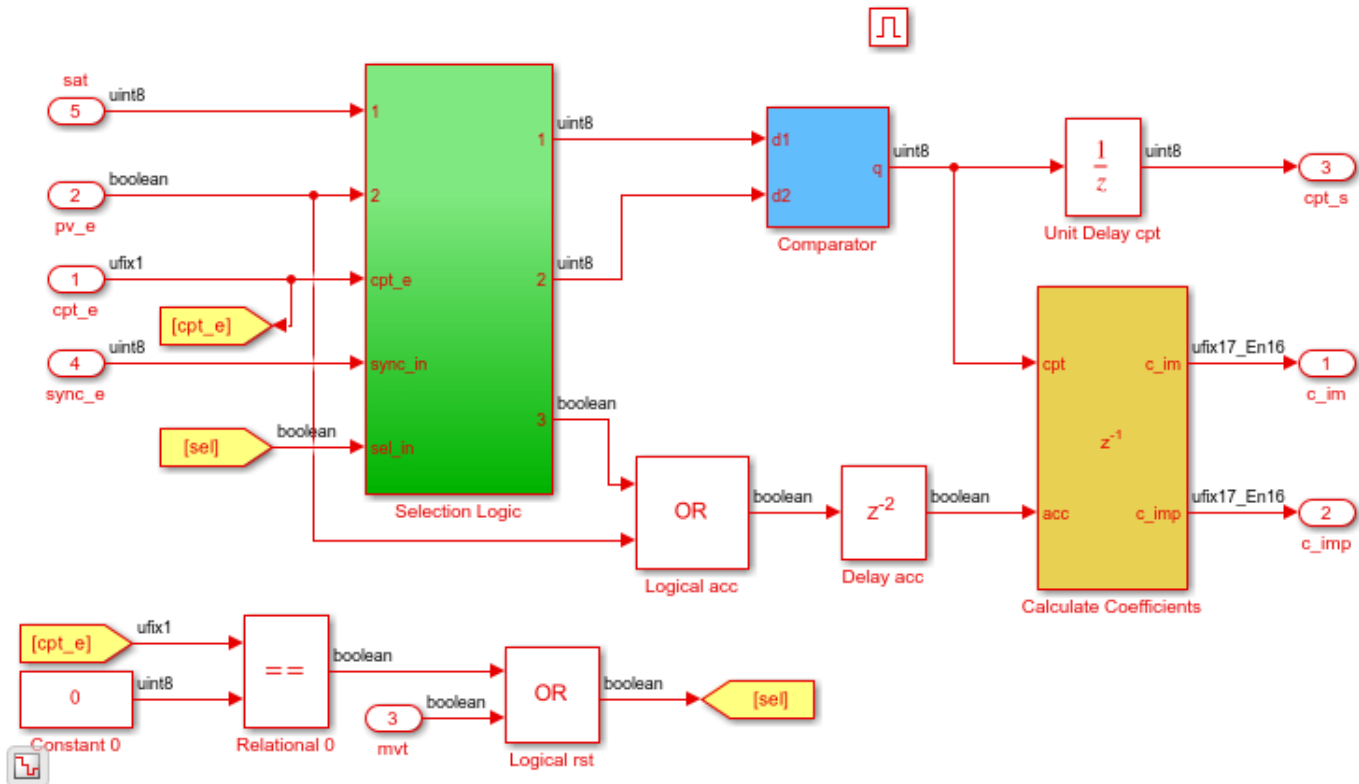 sat
5
uint8
1
1
uint8
2
pv_e
boolean
2
1
cpt_e
ufix1
cpt_e
[cpt_e]
2
uint8
4
sync_e
uint8
sync_in
[sel]
boolean
sel_in
3
boolean
Selection Logic
d1
d2
q
Comparator
uint8
1
z
Unit Delay cpt
uint8
3
cpt_s
OR
Logical acc
boolean
z-2
Delay acc
boolean
cpt
acc
z-1
c_im
c_imp
Calculate Coefficients
ufix17_En16
1
c_im
ufix17_En16
2
c_imp
[cpt_e]
ufix1
0
Constant 0
uint8
==
Relational 0
boolean
3
mvt
boolean
OR
Logical rst
boolean
[sel]